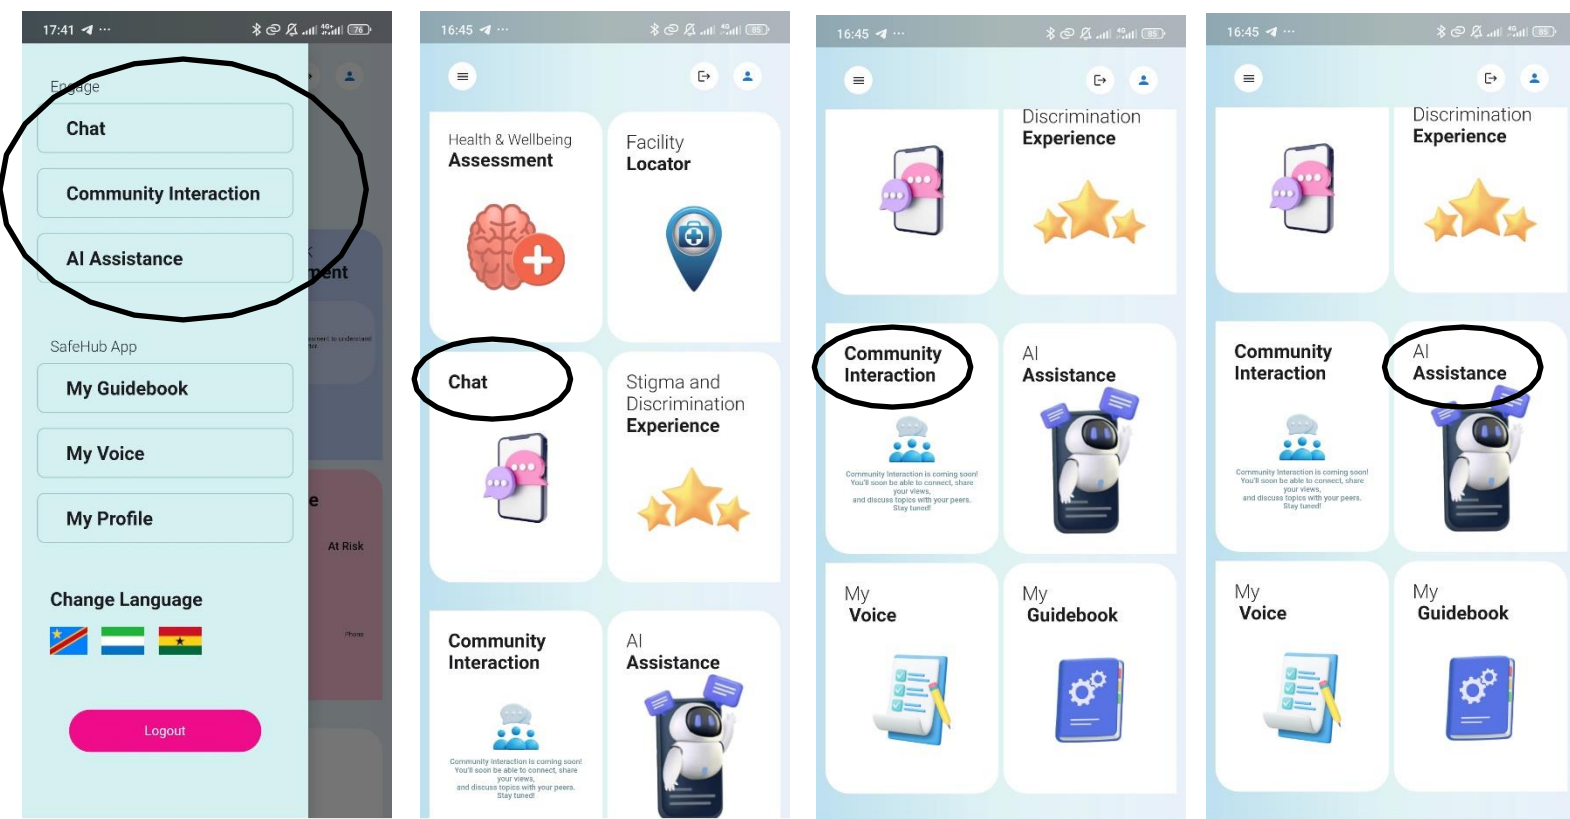 17:41
76
Engage
Chat
Community Interaction
AI Assistance
ment
SafeHub App
My Guidebook
My Voice
e
My Profile
At Risk
Change Language
Phone
Logout
16:45
85
Health & Wellbeing
Assessment
Facility
Locator
Chat
Stigma and
Discrimination
Experience
Community
Interaction
AI
Assistance
Community Interaction is coming soon!
You'll soon be able to connect, share
your views,
and discuss topics with your peers.
Stay tuned!
16:45
85
Discrimination
Experience
Community
Interaction
AI
Assistance
Community Interaction is coming soon!
You'll soon be able to connect, share
your views,
and discuss topics with your peers.
Stay tuned!
My
Voice
My
Guidebook
16:45
85
Discrimination
Experience
Community
Interaction
AI
Assistance
Community Interaction is coming soon!
You'll soon be able to connect, share
your views,
and discuss topics with your peers.
Stay tuned!
My
Voice
My
Guidebook